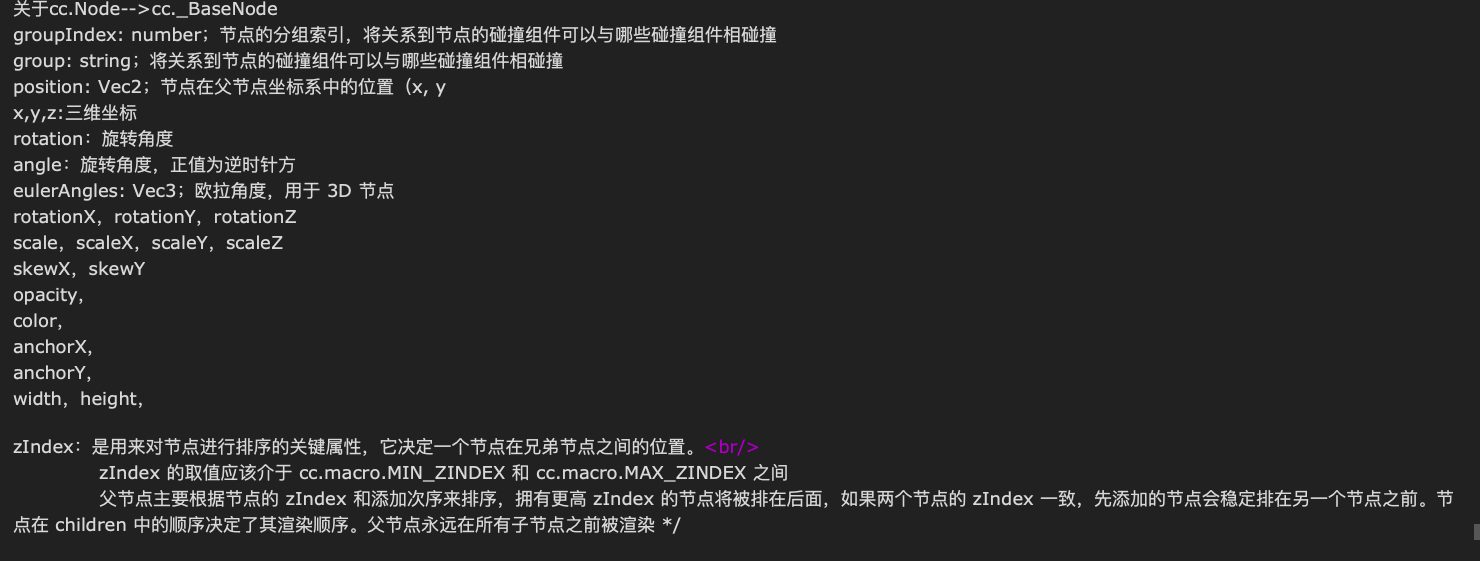 关于cc.Node-->cc._BaseNode
groupIndex: number；节点的分组索引，将关系到节点的碰撞组件可以与哪些碰撞组件相碰撞
group: string；将关系到节点的碰撞组件可以与哪些碰撞组件相碰撞
position: Vec2；节点在父节点坐标系中的位置（x, y
x,y,z:三维坐标
rotation：旋转角度
angle：旋转角度，正值为逆时针方
eulerAngles: Vec3；欧拉角度，用于 3D 节点
rotationX，rotationY，rotationZ
scale，scaleX，scaleY，scaleZ
skewX，skewY
opacity,
color,
anchorX,
anchorY,
width，height,
zIndex：是用来对节点进行排序的关键属性，它决定一个节点在兄弟节点之间的位置。<br/>
zIndex 的取值应该介于 cc.macro.MIN_ZINDEX 和 cc.macro.MAX_ZINDEX 之间
父节点主要根据节点的 zIndex 和添加次序来排序，拥有更高 zIndex 的节点将被排在后面，如果两个节点的 zIndex 一致，先添加的节点会稳定排在另一个节点之前。节
点在 children 中的顺序决定了其渲染顺序。父节点永远在所有子节点之前被渲染 */